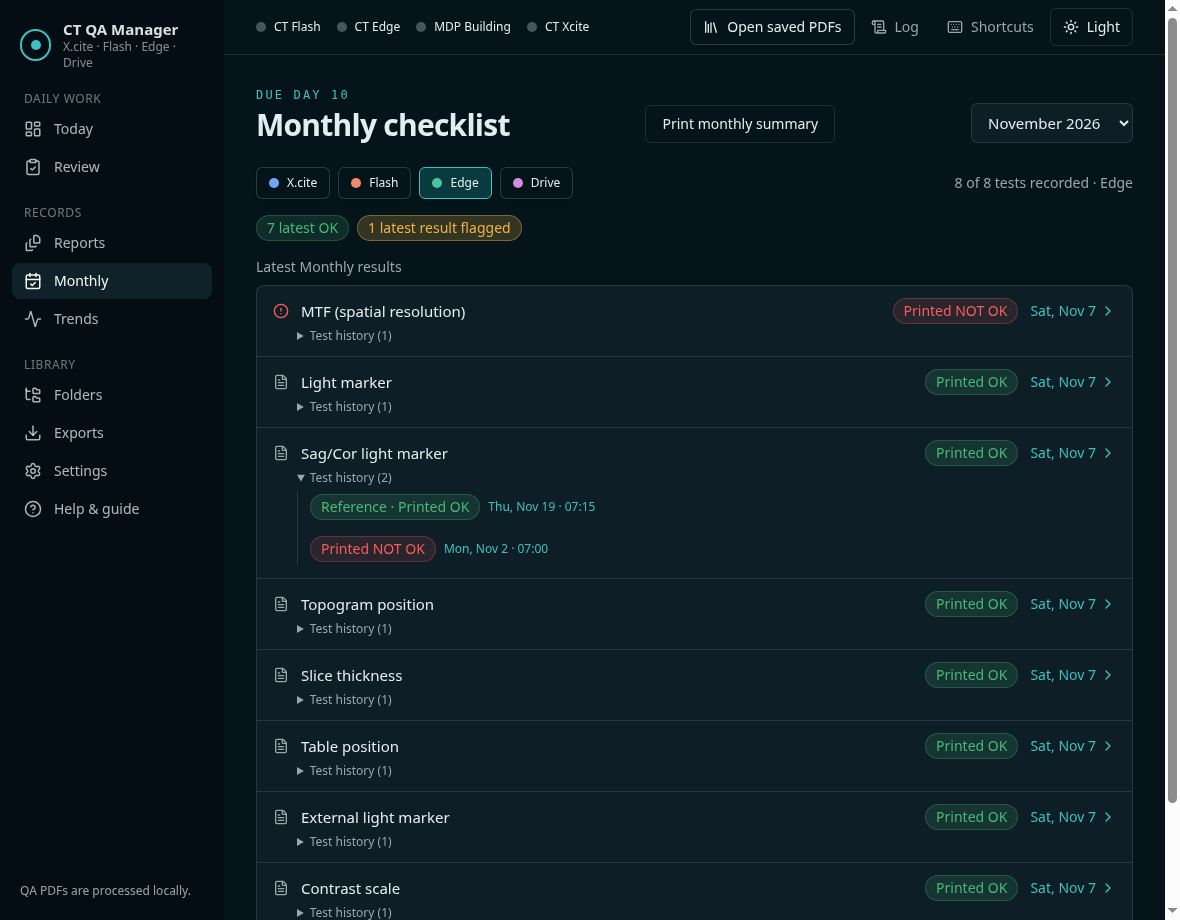 CT QA Manager
X.cite · Flash · Edge ·
Drive
DAILY WORK
Today
Review
RECORDS
Reports
Monthly
Trends
LIBRARY
Folders
Exports
Settings
Help & guide
QA PDFs are processed locally.
CT Flash
CT Edge
MDP Building
CT Xcite
Open saved PDFs
Log
Shortcuts
Light
DUE DAY 10
Monthly checklist
Print monthly summary
November 2026
X.cite
Flash
Edge
Drive
8 of 8 tests recorded · Edge
7 latest OK
1 latest result flagged
Latest Monthly results
MTF (spatial resolution)
Printed NOT OK
Sat, Nov 7
Test history (1)
Light marker
Printed OK
Sat, Nov 7
Test history (1)
Sag/Cor light marker
Printed OK
Sat, Nov 7
Test history (2)
Reference · Printed OK
Thu, Nov 19 · 07:15
Printed NOT OK
Mon, Nov 2 · 07:00
Topogram position
Printed OK
Sat, Nov 7
Test history (1)
Slice thickness
Printed OK
Sat, Nov 7
Test history (1)
Table position
Printed OK
Sat, Nov 7
Test history (1)
External light marker
Printed OK
Sat, Nov 7
Test history (1)
Contrast scale
Printed OK
Sat, Nov 7
Test history (1)